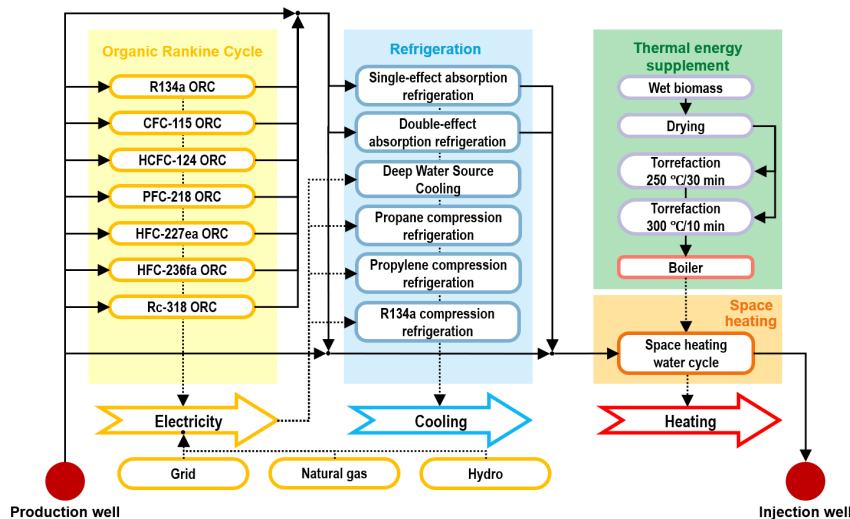 Organic Rankine Cycle
R134a ORC
CFC-115 ORC
HCFC-124 ORC
PFC-218 ORC
HFC-227ea ORC
HFC-236fa ORC
Rc-318 ORC
Refrigeration
Single-effect absorption
refrigeration
Double-effect
absorption refrigeration
Deep Water Source
Cooling
Propane compression
refrigeration
Propylene compression
refrigeration
R134a compression
refrigeration
Thermal energy
supplement
Wet biomass
Drying
Torrefaction
250 °C/30 min
Torrefaction
300 °C/10 min
Boiler
Space
heating
Space heating
water cycle
Electricity
Cooling
Heating
Grid
Natural gas
Hydro
Production well
Injection well